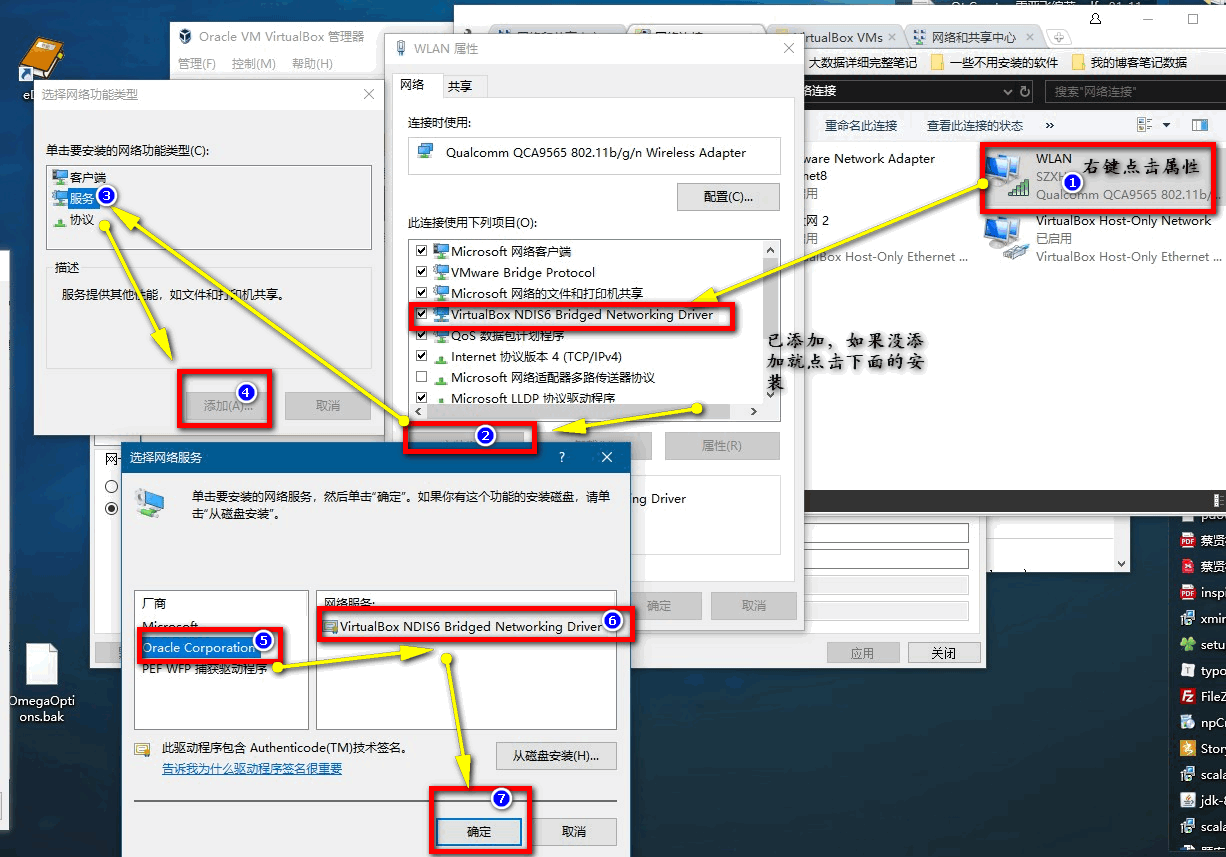 Oracle VM VirtualBox 管理器
管理(F) 控制(M) 帮助(H)
网络和共享中心
VirtualBox VMs
网络和共享中心
大数据详细完整笔记
一些不用安装的软件
我的博客笔记数据
络连接
搜索"网络连接"
重命名此连接
查看此连接的状态
»
ware Network Adapter
net8
用
WLAN
右键点击属性
1
Qualcomm QCA9565 802.11b/...
网 2
用
ualBox Host-Only Ethernet ...
VirtualBox Host-Only Network
已启用
VirtualBox Host-Only Ethernet ...
WLAN 属性
网络
共享
连接时使用:
Qualcomm QCA9565 802.11b/g/n Wireless Adapter
配置(C)...
此连接使用下列项目(O):
Microsoft 网络客户端
VMware Bridge Protocol
Microsoft 网络的文件和打印机共享
VirtualBox NDIS6 Bridged Networking Driver
QoS 数据包计划程序
Internet 协议版本 4 (TCP/IPv4)
Microsoft 网络适配器多路传送器协议
Microsoft LLDP 协议驱动程序
已添加，如果没添
加就点击下面的安
装
2
属性(R)
ng Driver
确定
取消
选择网络功能类型
单击要安装的网络功能类型(C):
客户端
服务
3
协议
描述
服务提供其他性能，如文件和打印机共享。
添加(A)...
4
取消
选择网络服务
?
单击要安装的网络服务，然后单击"确定"。如果你有这个功能的安装磁盘，请单
击"从磁盘安装"。
厂商
Microsoft
Oracle Corporation
5
PEF WFP 捕获驱动程序
网络服务:
VirtualBox NDIS6 Bridged Networking Driver
6
此驱动程序包含 Authenticode(TM)技术签名。
告诉我为什么驱动程序签名很重要
从磁盘安装(H)...
7
确定
取消
应用
关闭
OmegaOpti
ons.bak
蔡贤
蔡贤
inspi
xmin
setu
typo
FileZ
npCa
Story
scala
jdk-8
scala